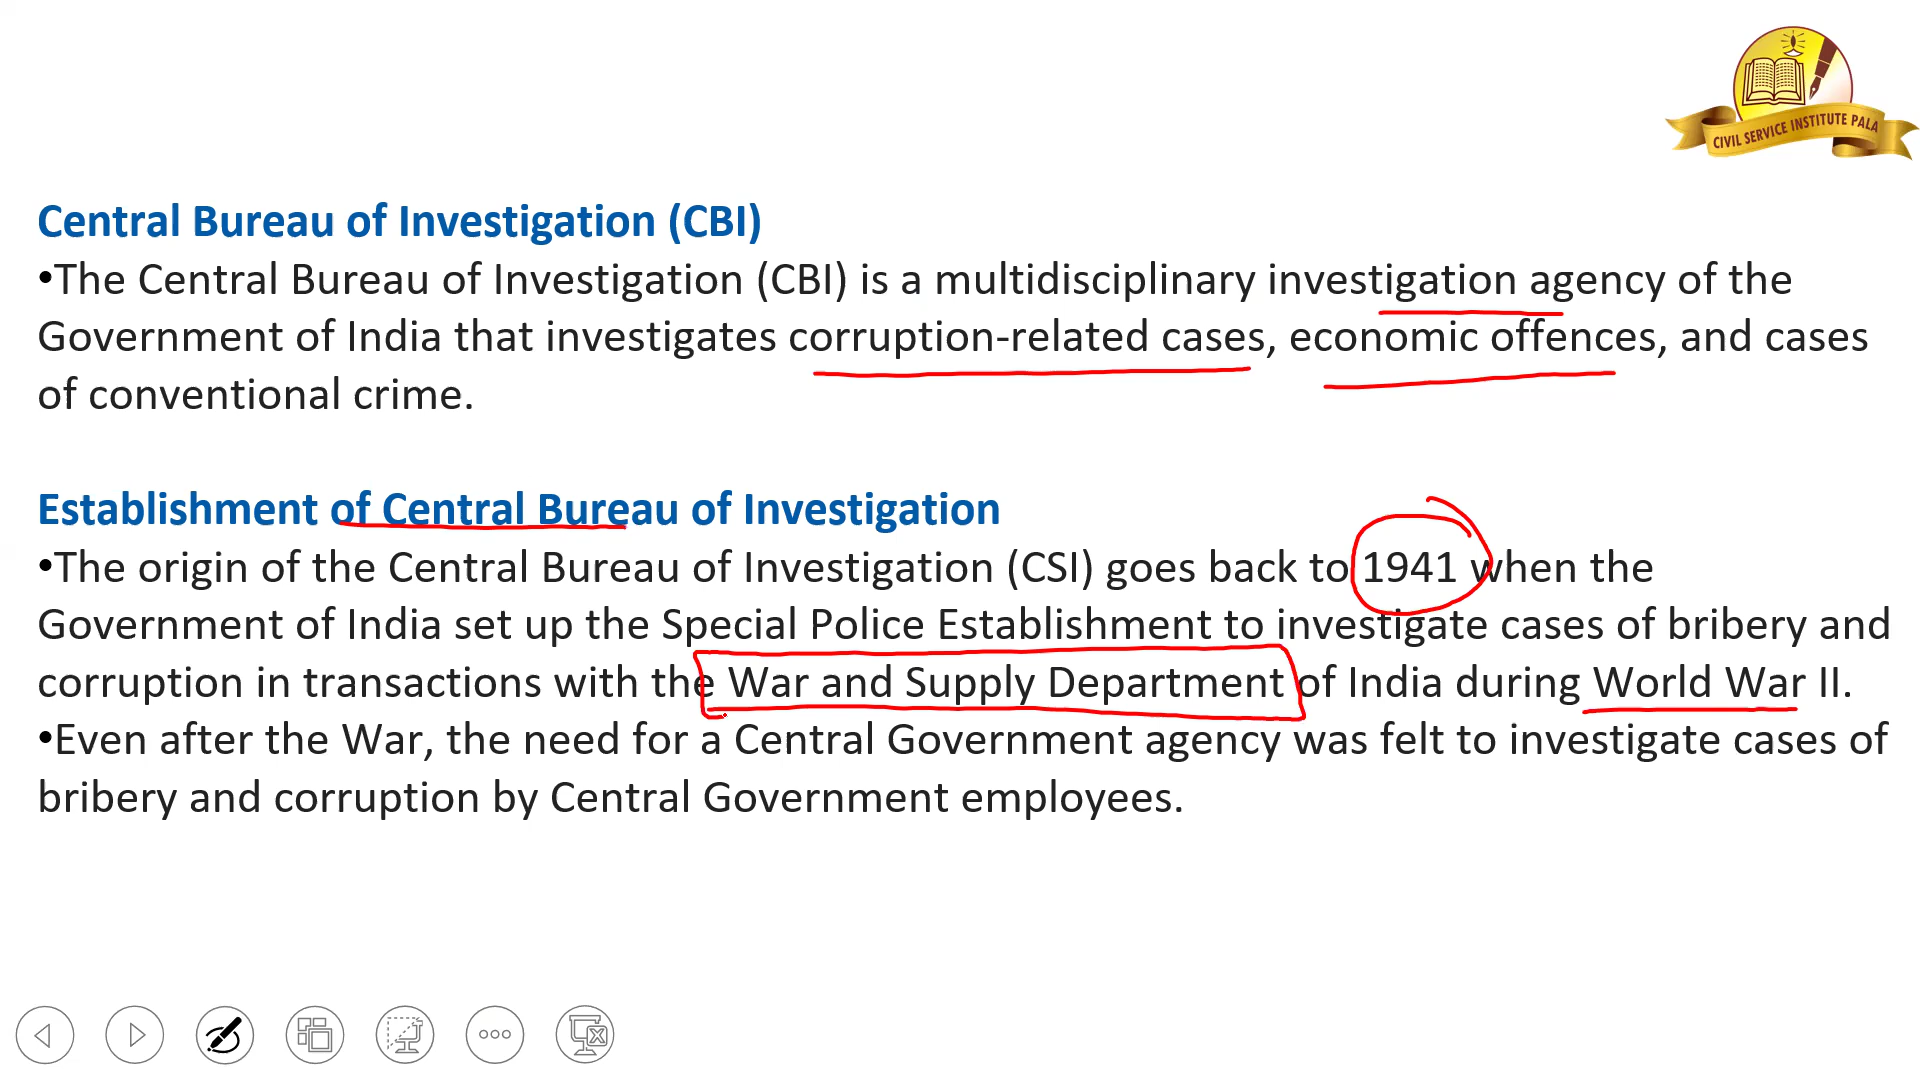 CIVIL SERVICE INSTITUTE PALA
Central Bureau of Investigation (CBI)
•The Central Bureau of Investigation (CBI) is a multidisciplinary investigation agency of the
Government of India that investigates corruption-related cases, economic offences, and cases
of conventional crime.
Establishment of Central Bureau of Investigation
•The origin of the Central Bureau of Investigation (CSI) goes back to 1941 when the
Government of India set up the Special Police Establishment to investigate cases of bribery and
corruption in transactions with the War and Supply Department of India during World War II.
•Even after the War, the need for a Central Government agency was felt to investigate cases of
bribery and corruption by Central Government employees.